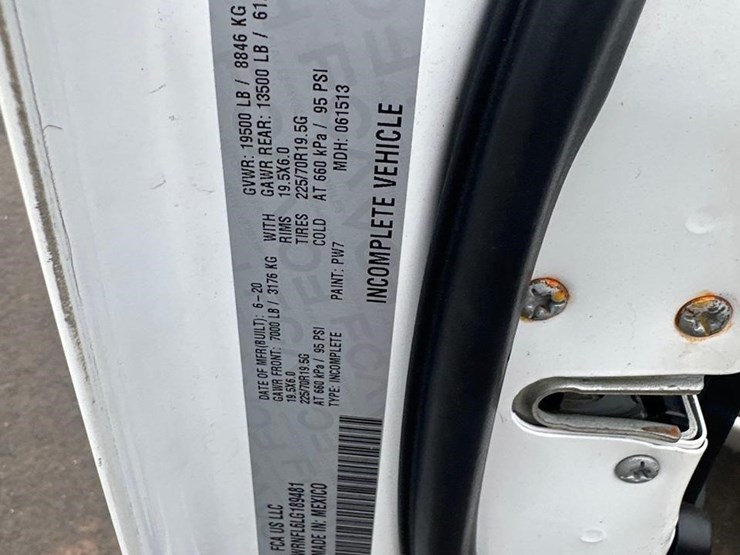 FCA US LLC
DATE OF MFR(BUILT): 6-20
GVWR: 19500 LB / 8846 KG
GAWR FRONT: 7000 LB / 3176 KG WITH
GAWR REAR: 13500 LB / 61
19.5X6.0 RIMS 19.5X6.0
225/70R19.5G TIRES 225/70R19.5G
AT 660 kPa / 95 PSI COLD AT 660 kPa / 95 PSI
TYPE: INCOMPLETE PAINT: PW7 MDH: 061513
RNFL6LG189481
MADE IN: MEXICO
INCOMPLETE VEHICLE